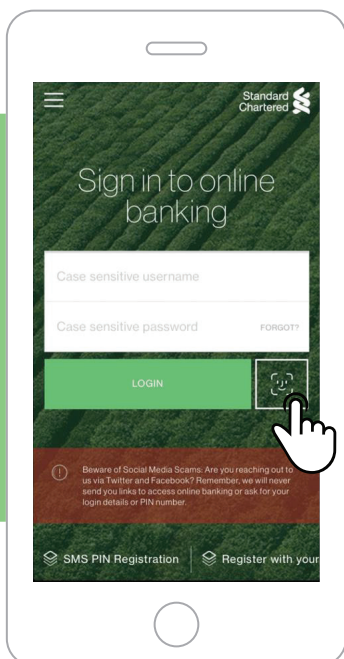 Standard
Chartered
Sign in to online
banking
Case sensitive username
Case sensitive password
FORGOT?
LOGIN
Beware of Social Media Scams: Are you reaching out to
us via Twitter and Facebook? Remember, we will never
send you links to access online banking or ask for your
login details or PIN number.
SMS PIN Registration
Register with your